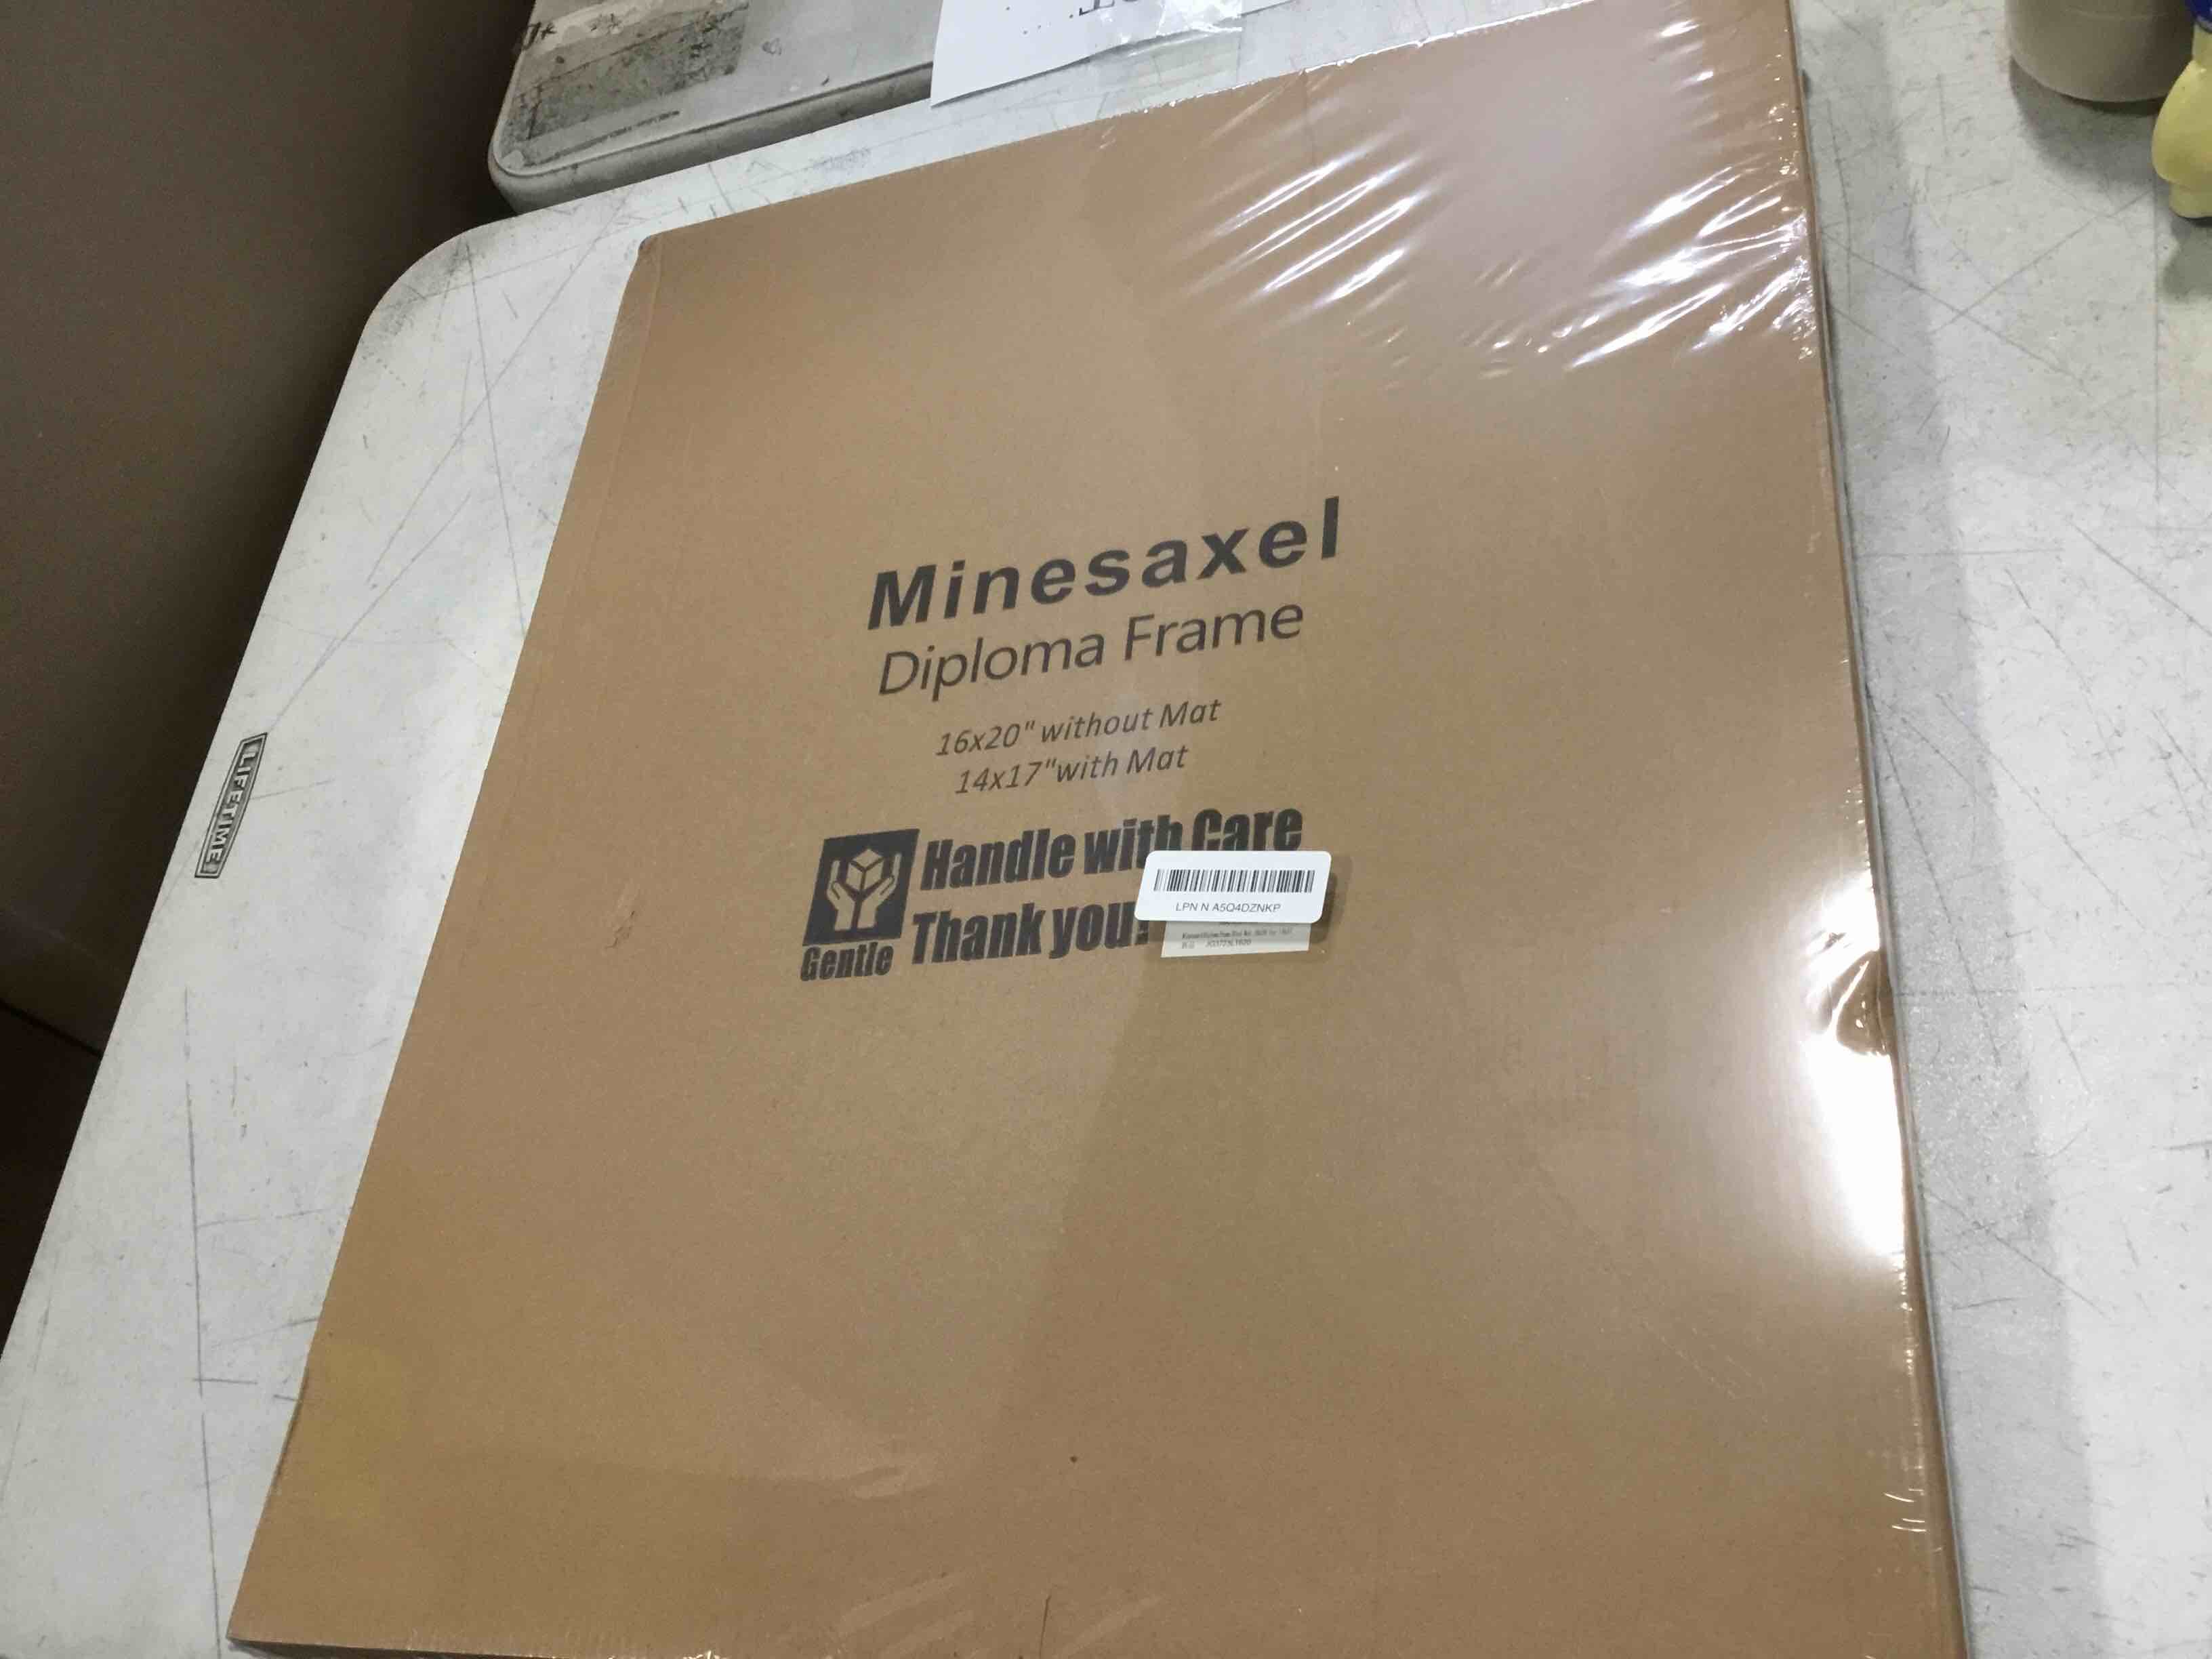 Minesaxel
Diploma Frame
16x20" without Mat
14x17"with Mat
Handle with Care
Thank you!
Gentle
LPN N A5Q4DZNKP
LIFETIME